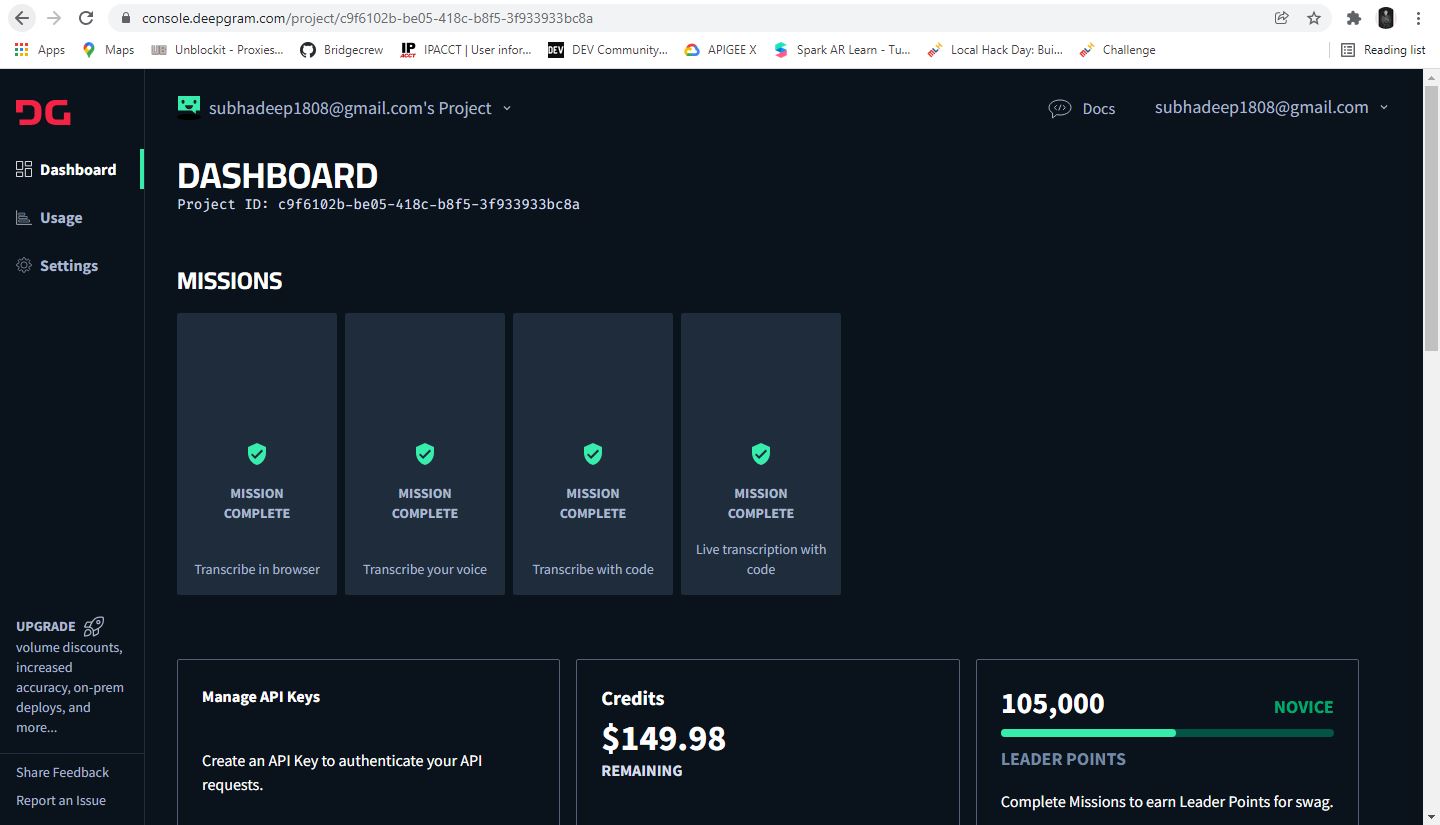 console.deepgram.com/project/c9f6102b-be05-418c-b8f5-3f933933bc8a
Apps Maps UB Unblockit - Proxies... Bridgecrew IP ACCT IPACCT | User infor... DEV DEV Community... APIGEE X Spark AR Learn - Tu... Local Hack Day: Bui... Challenge Reading list
DG
subhadeep1808@gmail.com's Project
Docs
subhadeep1808@gmail.com
Dashboard
Usage
Settings
DASHBOARD
Project ID: c9f6102b-be05-418c-b8f5-3f933933bc8a
MISSIONS
MISSION
COMPLETE
Transcribe in browser
MISSION
COMPLETE
Transcribe your voice
MISSION
COMPLETE
Transcribe with code
MISSION
COMPLETE
Live transcription with
code
UPGRADE
volume discounts,
increased
accuracy, on-prem
deploys, and
more...
Share Feedback
Report an Issue
Manage API Keys
Create an API Key to authenticate your API
requests.
Credits
$149.98
REMAINING
105,000
NOVICE
LEADER POINTS
Complete Missions to earn Leader Points for swag.